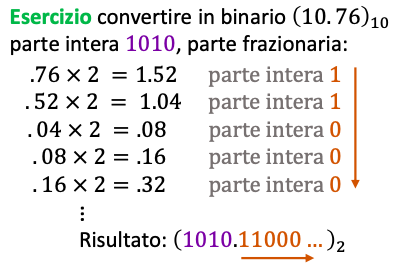 Esercizio convertire in binario (10.76)₁₀
parte intera 1010, parte frazionaria:
.76 × 2 = 1.52 parte intera 1
.52 × 2 = 1.04 parte intera 1
.04 × 2 = .08 parte intera 0
.08 × 2 = .16 parte intera 0
.16 × 2 = .32 parte intera 0
⋮
Risultato: (1010.11000 ...)₂